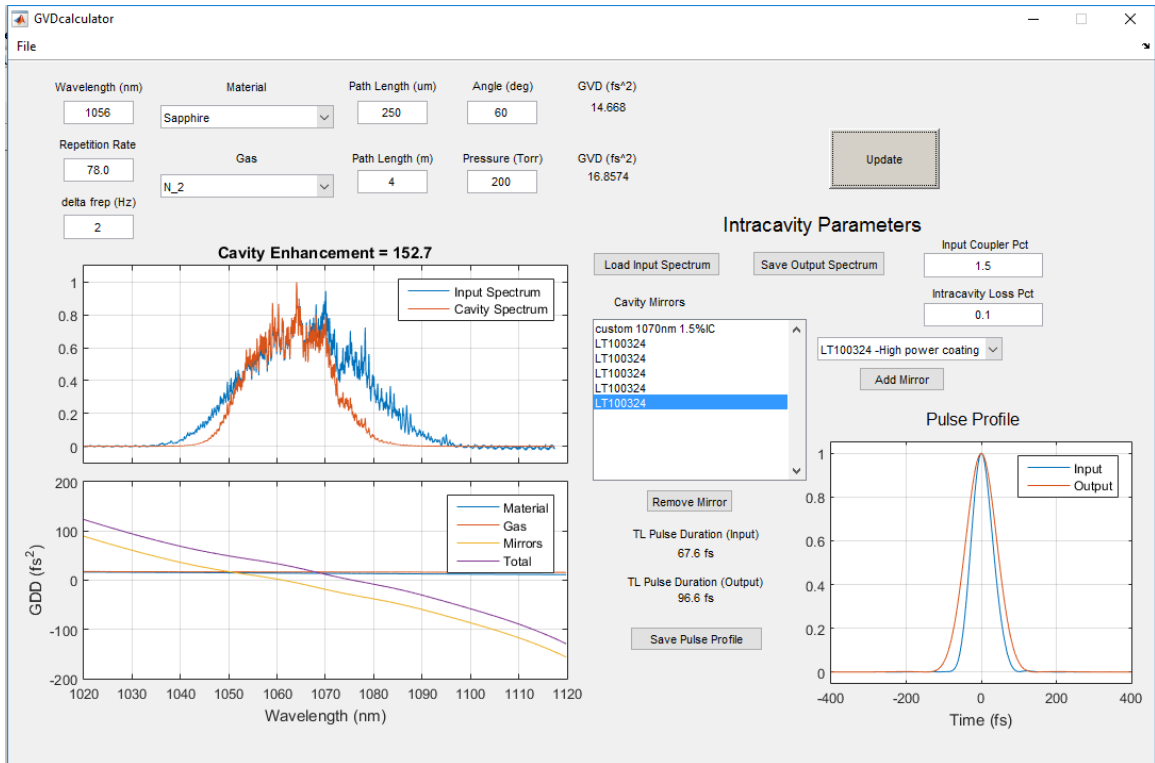 GVDcalculator
File
Wavelength (nm)
1056
Material
Sapphire
Path Length (um)
250
Angle (deg)
60
GVD (fs^2)
14.668
Repetition Rate
78.0
Gas
N_2
Path Length (m)
4
Pressure (Torr)
200
GVD (fs^2)
16.8574
delta frep (Hz)
2
Update
Intracavity Parameters
Load Input Spectrum
Save Output Spectrum
Input Coupler Pct
1.5
Intracavity Loss Pct
0.1
Cavity Mirrors
custom 1070nm 1.5%IC
LT100324
LT100324
LT100324
LT100324
LT100324
LT100324 -High power coating
Add Mirror
Remove Mirror
TL Pulse Duration (Input)
67.6 fs
TL Pulse Duration (Output)
96.6 fs
Save Pulse Profile
Cavity Enhancement = 152.7
1
0.8
0.6
0.4
0.2
0
Input Spectrum
Cavity Spectrum
200
100
0
-100
-200
GDD (fs²)
Material
Gas
Mirrors
Total
1020 1030 1040 1050 1060 1070 1080 1090 1100 1110 1120
Wavelength (nm)
Pulse Profile
1
0.8
0.6
0.4
0.2
0
Input
Output
-400 -200 0 200 400
Time (fs)